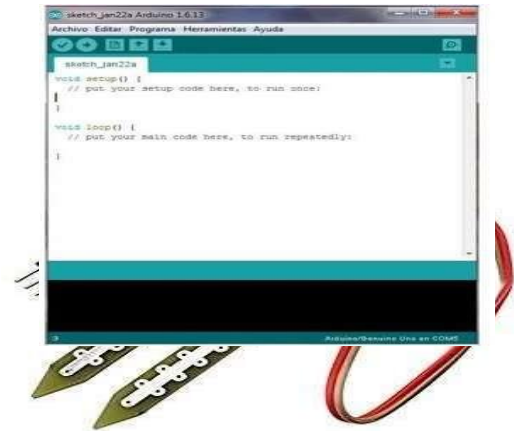 sketch_jan22a Arduino 1.6.13
Archivo Editar Programa Herramientas Ayuda
sketch_jan22a
void setup() {
// put your setup code here, to run once:
}
void loop() {
// put your main code here, to run repeatedly:
}
3
Arduino/Genuino Uno en COM5